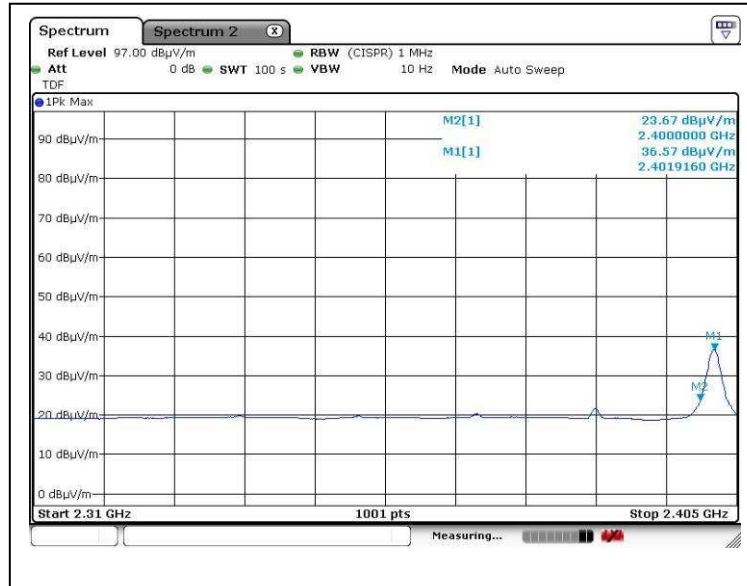 Spectrum Spectrum 2 X
Ref Level 97.00 dBµV/m RBW (CISPR) 1 MHz
Att 0 dB SWT 100 s VBW 10 Hz Mode Auto Sweep
TDF
1Pk Max
M2[1] 23.67 dBµV/m
2.4000000 GHz
M1[1] 36.57 dBµV/m
2.4019160 GHz
90 dBµV/m
80 dBµV/m
70 dBµV/m
60 dBµV/m
50 dBµV/m
40 dBµV/m
M1
30 dBµV/m
M2
20 dBµV/m
10 dBµV/m
0 dBµV/m
Start 2.31 GHz 1001 pts Stop 2.405 GHz
Measuring...